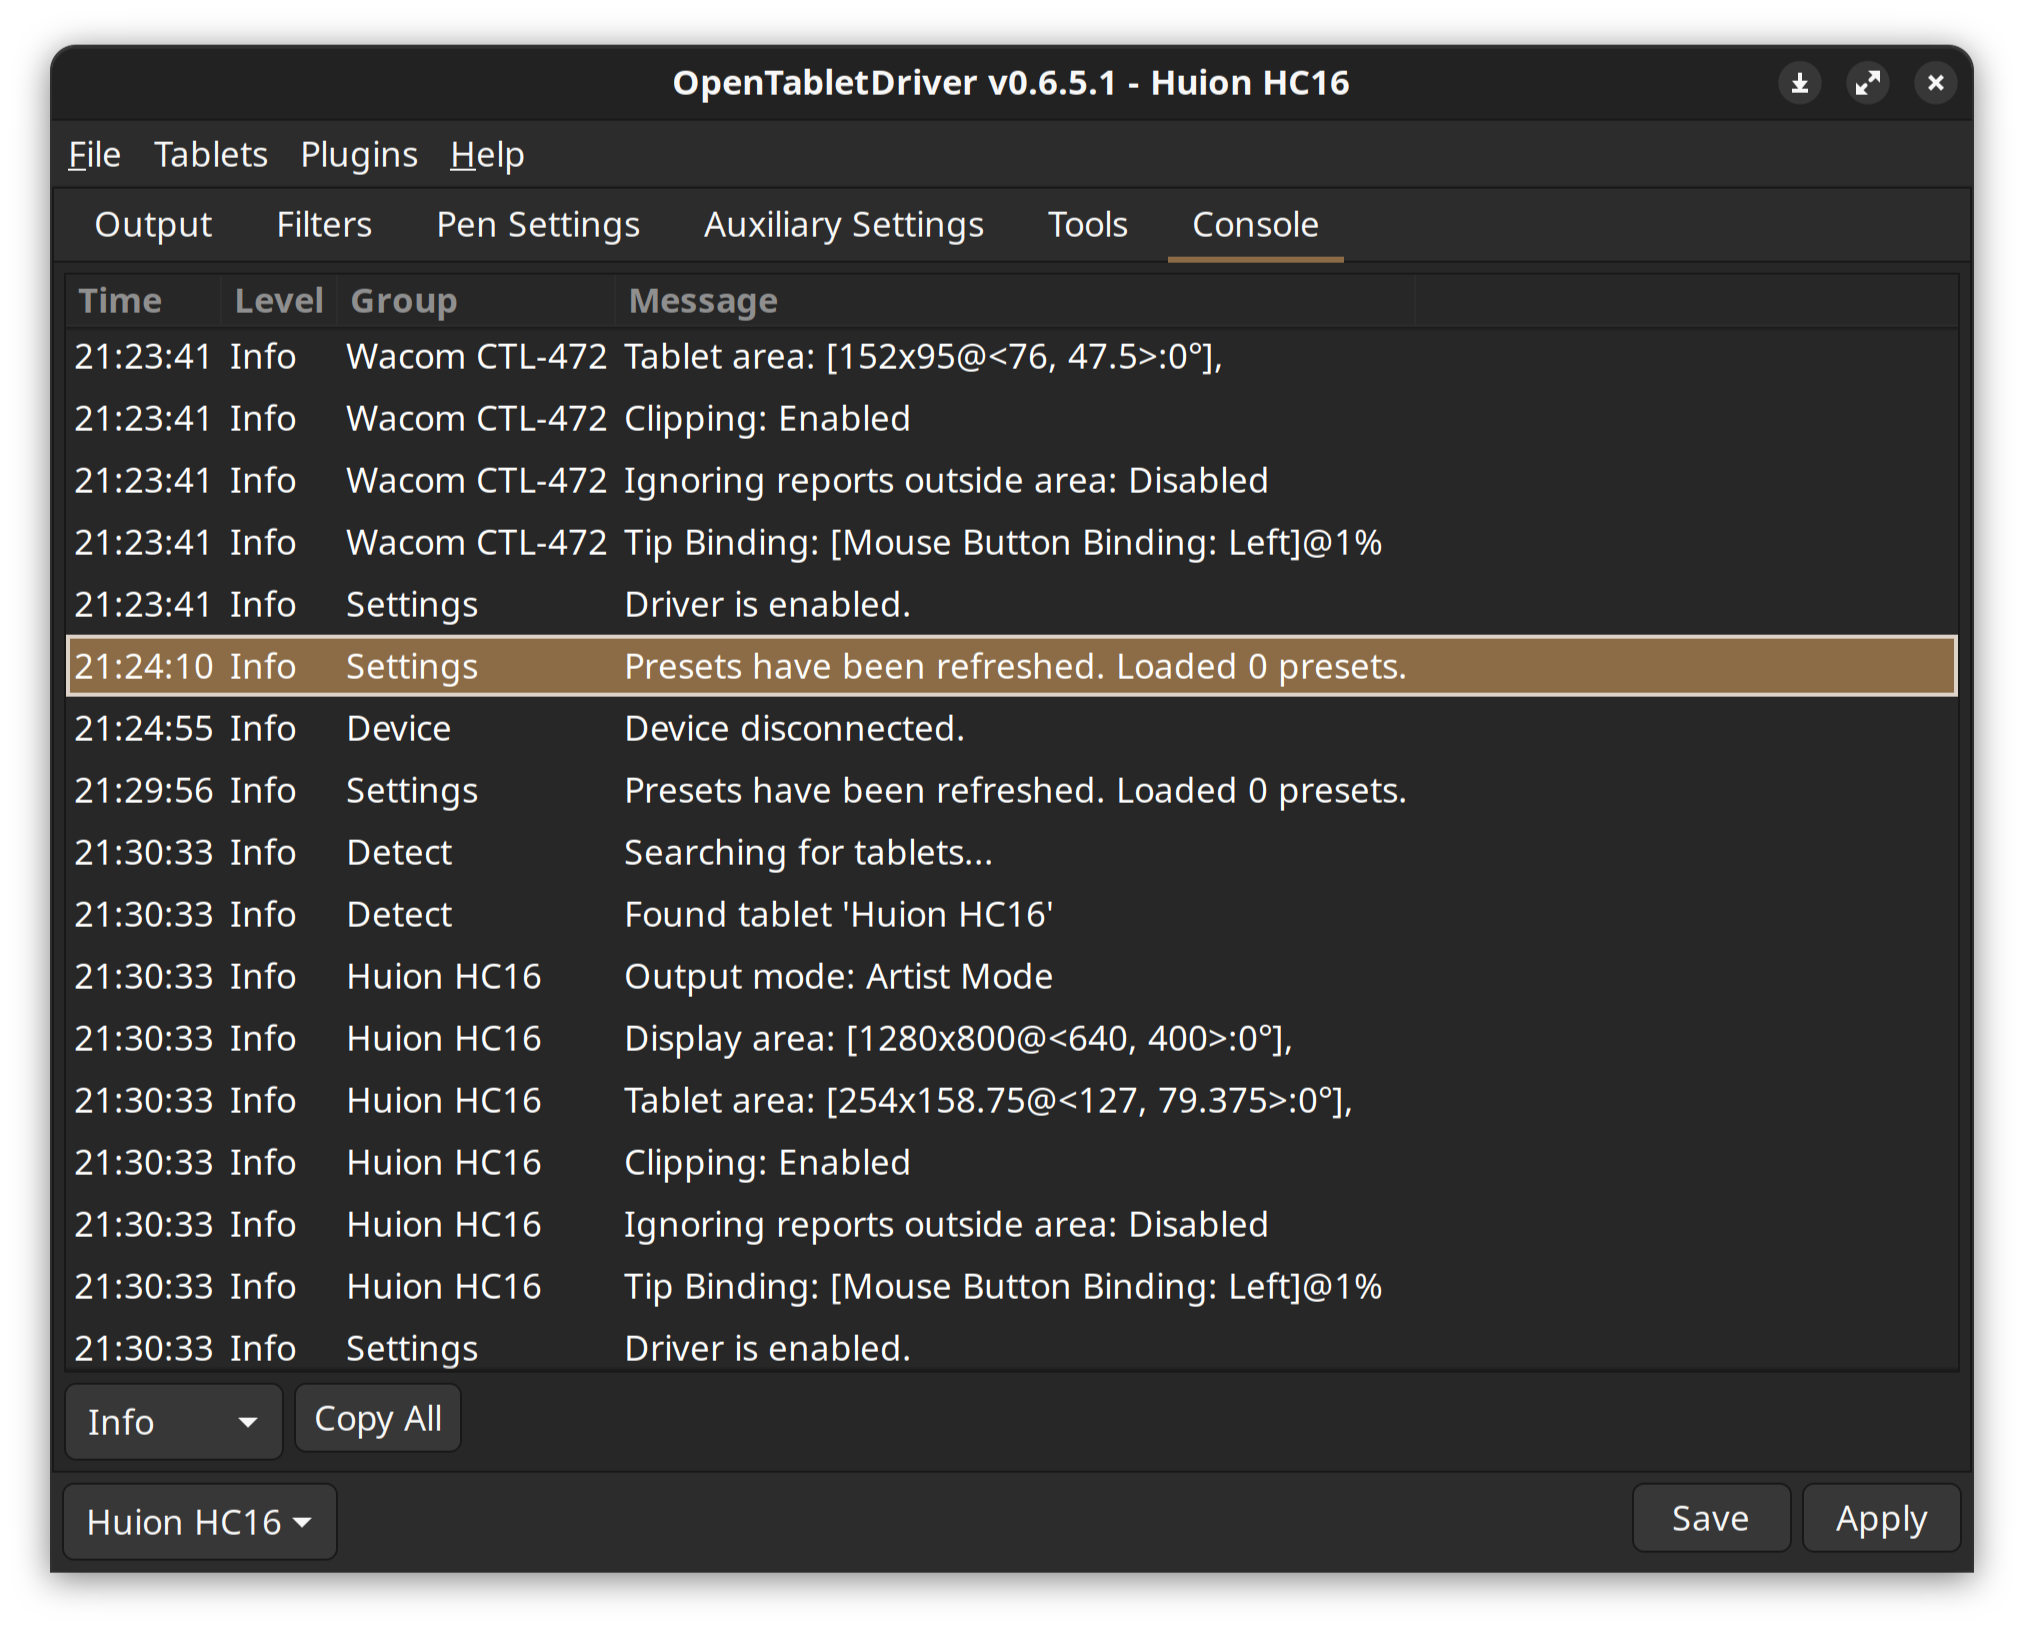 OpenTabletDriver v0.6.5.1 - Huion HC16
File Tablets Plugins Help
Output Filters Pen Settings Auxiliary Settings Tools Console
Time Level Group Message
21:23:41 Info Wacom CTL-472 Tablet area: [152x95@<76, 47.5>:0°],
21:23:41 Info Wacom CTL-472 Clipping: Enabled
21:23:41 Info Wacom CTL-472 Ignoring reports outside area: Disabled
21:23:41 Info Wacom CTL-472 Tip Binding: [Mouse Button Binding: Left]@1%
21:23:41 Info Settings Driver is enabled.
21:24:10 Info Settings Presets have been refreshed. Loaded 0 presets.
21:24:55 Info Device Device disconnected.
21:29:56 Info Settings Presets have been refreshed. Loaded 0 presets.
21:30:33 Info Detect Searching for tablets...
21:30:33 Info Detect Found tablet 'Huion HC16'
21:30:33 Info Huion HC16 Output mode: Artist Mode
21:30:33 Info Huion HC16 Display area: [1280x800@<640, 400>:0°],
21:30:33 Info Huion HC16 Tablet area: [254x158.75@<127, 79.375>:0°],
21:30:33 Info Huion HC16 Clipping: Enabled
21:30:33 Info Huion HC16 Ignoring reports outside area: Disabled
21:30:33 Info Huion HC16 Tip Binding: [Mouse Button Binding: Left]@1%
21:30:33 Info Settings Driver is enabled.
Info Copy All
Huion HC16 Save Apply